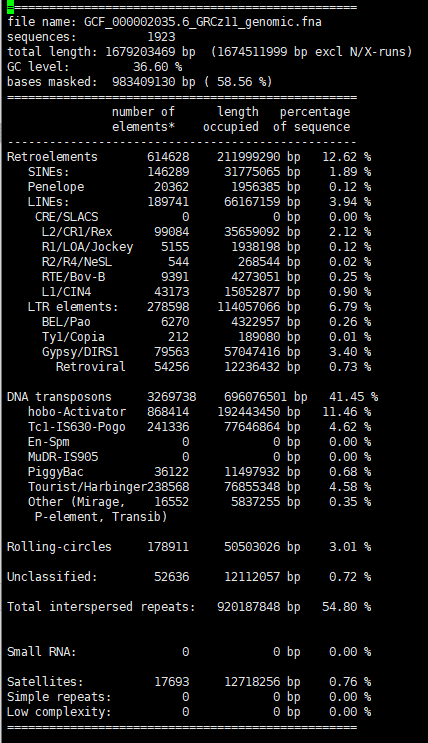 ==================================================
file name: GCF_000002035.6_GRCz11_genomic.fna
sequences:          1923
total length: 1679203469 bp  (1674511999 bp excl N/X-runs)
GC level:        36.60 %
bases masked:  983409130 bp ( 58.56 %)
==================================================
               number of      length   percentage
               elements*    occupied  of sequence
--------------------------------------------------
Retroelements       614628    211999290 bp   12.62 %
   SINEs:           146289     31775065 bp    1.89 %
   Penelope          20362      1956385 bp    0.12 %
   LINEs:           189741     66167159 bp    3.94 %
    CRE/SLACS            0            0 bp    0.00 %
     L2/CR1/Rex      99084     35659092 bp    2.12 %
     R1/LOA/Jockey    5155      1938198 bp    0.12 %
     R2/R4/NeSL        544       268544 bp    0.02 %
     RTE/Bov-B        9391      4273051 bp    0.25 %
     L1/CIN4         43173     15052877 bp    0.90 %
   LTR elements:    278598    114057066 bp    6.79 %
     BEL/Pao          6270      4322957 bp    0.26 %
     Ty1/Copia         212       189080 bp    0.01 %
     Gypsy/DIRS1     79563     57047416 bp    3.40 %
       Retroviral    54256     12236432 bp    0.73 %
DNA transposons     3269738    696076501 bp   41.45 %
   hobo-Activator   868414    192443450 bp   11.46 %
   Tc1-IS630-Pogo   241336     77646864 bp    4.62 %
   En-Spm                0            0 bp    0.00 %
   MuDR-IS905            0            0 bp    0.00 %
   PiggyBac          36122     11497932 bp    0.68 %
   Tourist/Harbinger238568     76855348 bp    4.58 %
   Other (Mirage,    16552      5837255 bp    0.35 %
    P-element, Transib)
Rolling-circles     178911     50503026 bp    3.01 %
Unclassified:        52636     12112057 bp    0.72 %
Total interspersed repeats:   920187848 bp   54.80 %
Small RNA:               0            0 bp    0.00 %
Satellites:          17693     12718256 bp    0.76 %
Simple repeats:          0            0 bp    0.00 %
Low complexity:          0            0 bp    0.00 %
==================================================